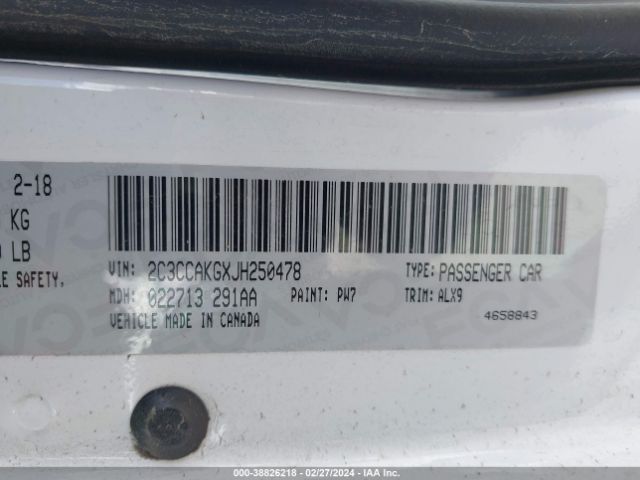 2-18
KG
LB
LE SAFETY.
VIN: 2C3CCAKGXJH250478 TYPE: PASSENGER CAR
MDH: 022713 291AA PAINT: PW7 TRIM: ALX9
VEHICLE MADE IN CANADA 4658843
000-38826218 - 02/27/2024 - IAA Inc.